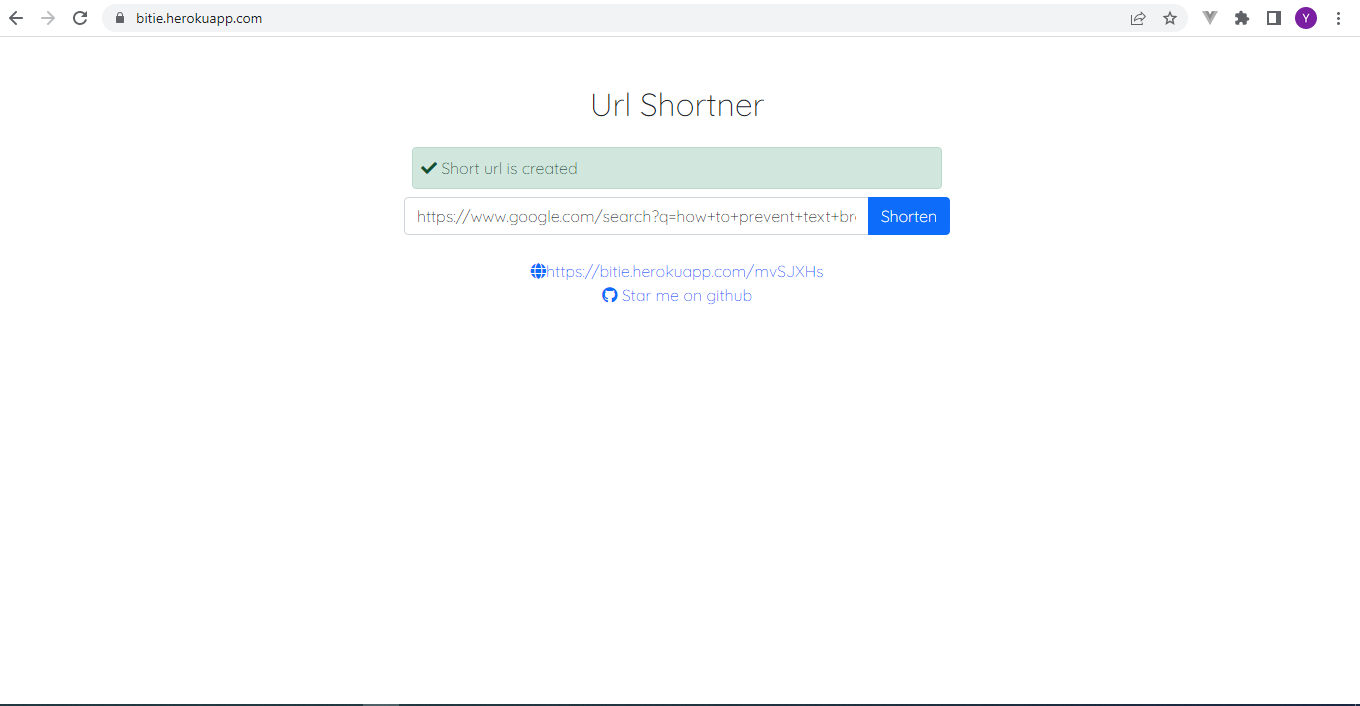 bitie.herokuapp.com
Y
Url Shortner
Short url is created
https://www.google.com/search?q=how+to+prevent+text+br
Shorten
https://bitie.herokuapp.com/mvSJXHs
Star me on github